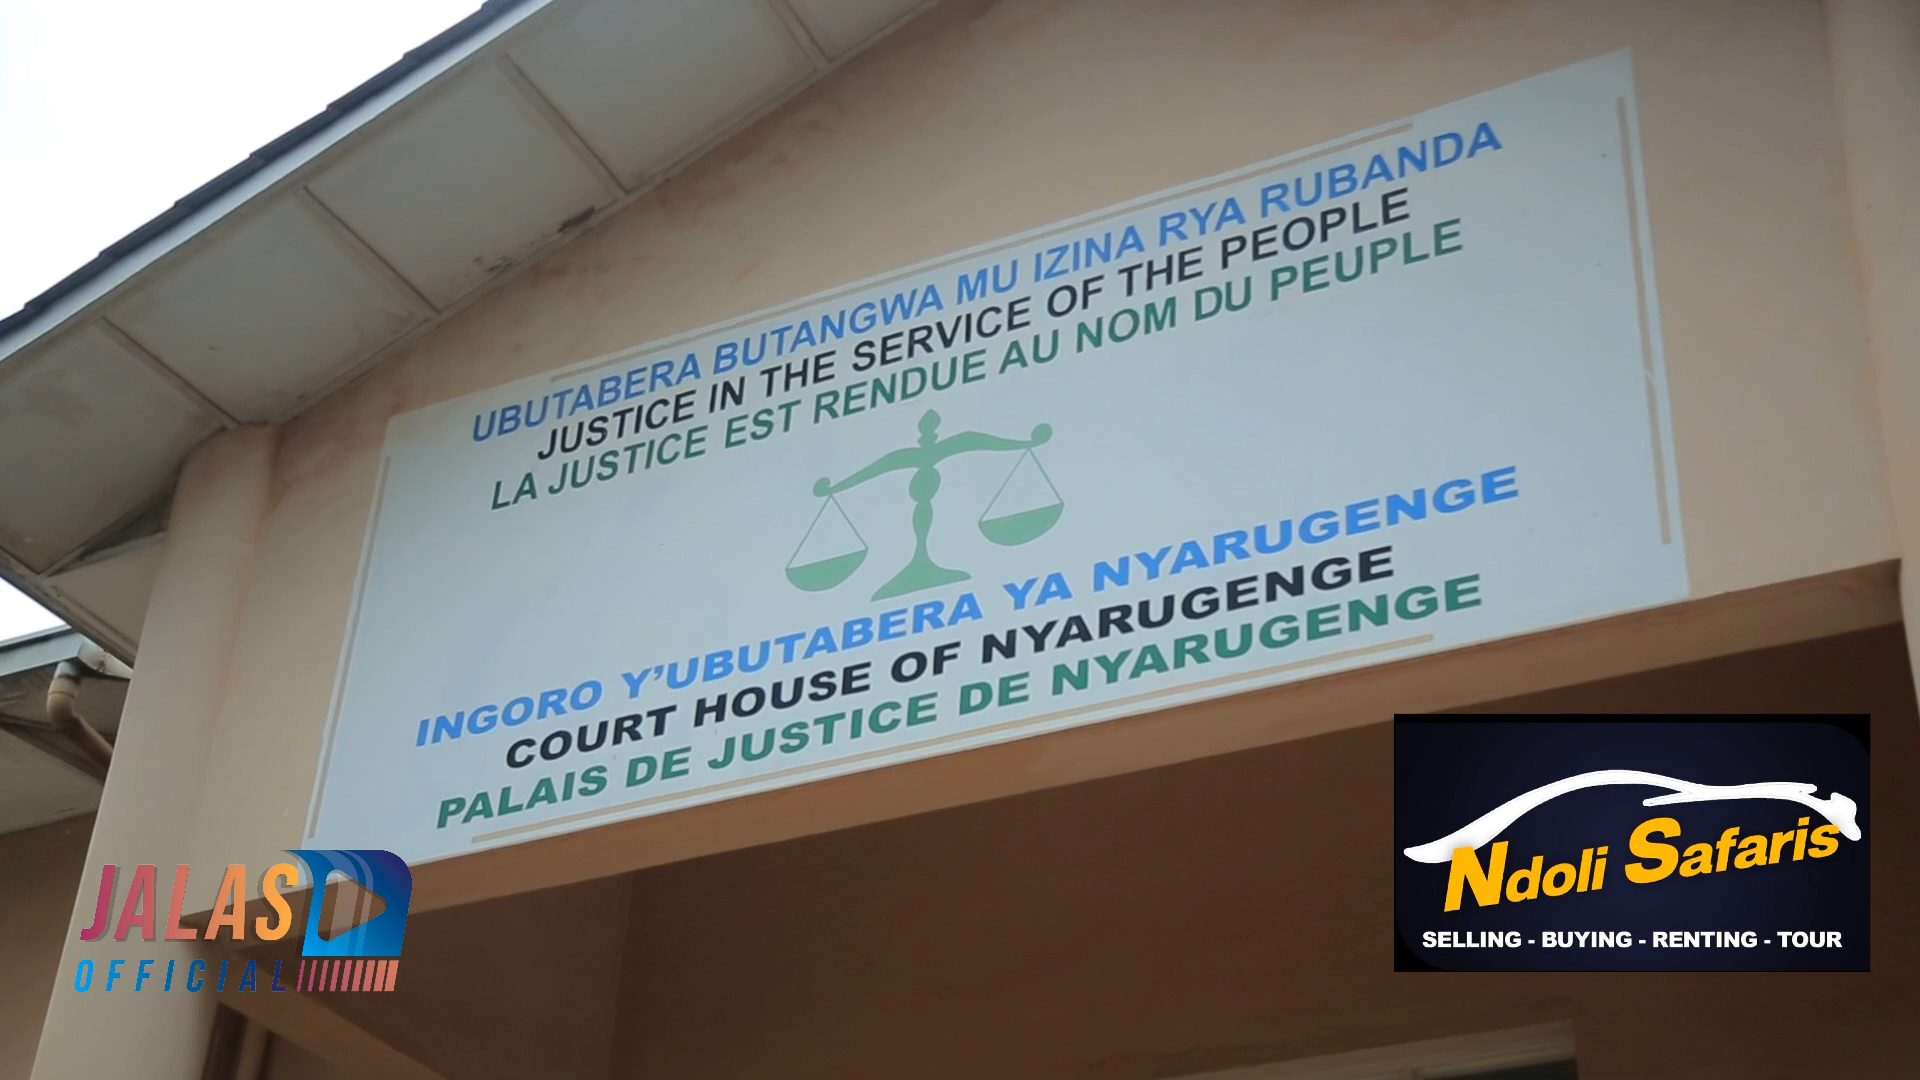 UBUTABERA BUTANGWA MU IZINA RYA RUBANDA
JUSTICE IN THE SERVICE OF THE PEOPLE
LA JUSTICE EST RENDUE AU NOM DU PEUPLE
INGORO Y'UBUTABERA YA NYARUGENGE
COURT HOUSE OF NYARUGENGE
PALAIS DE JUSTICE DE NYARUGENGE
JALAS
OFFICIAL
Ndoli Safaris
SELLING - BUYING - RENTING - TOUR